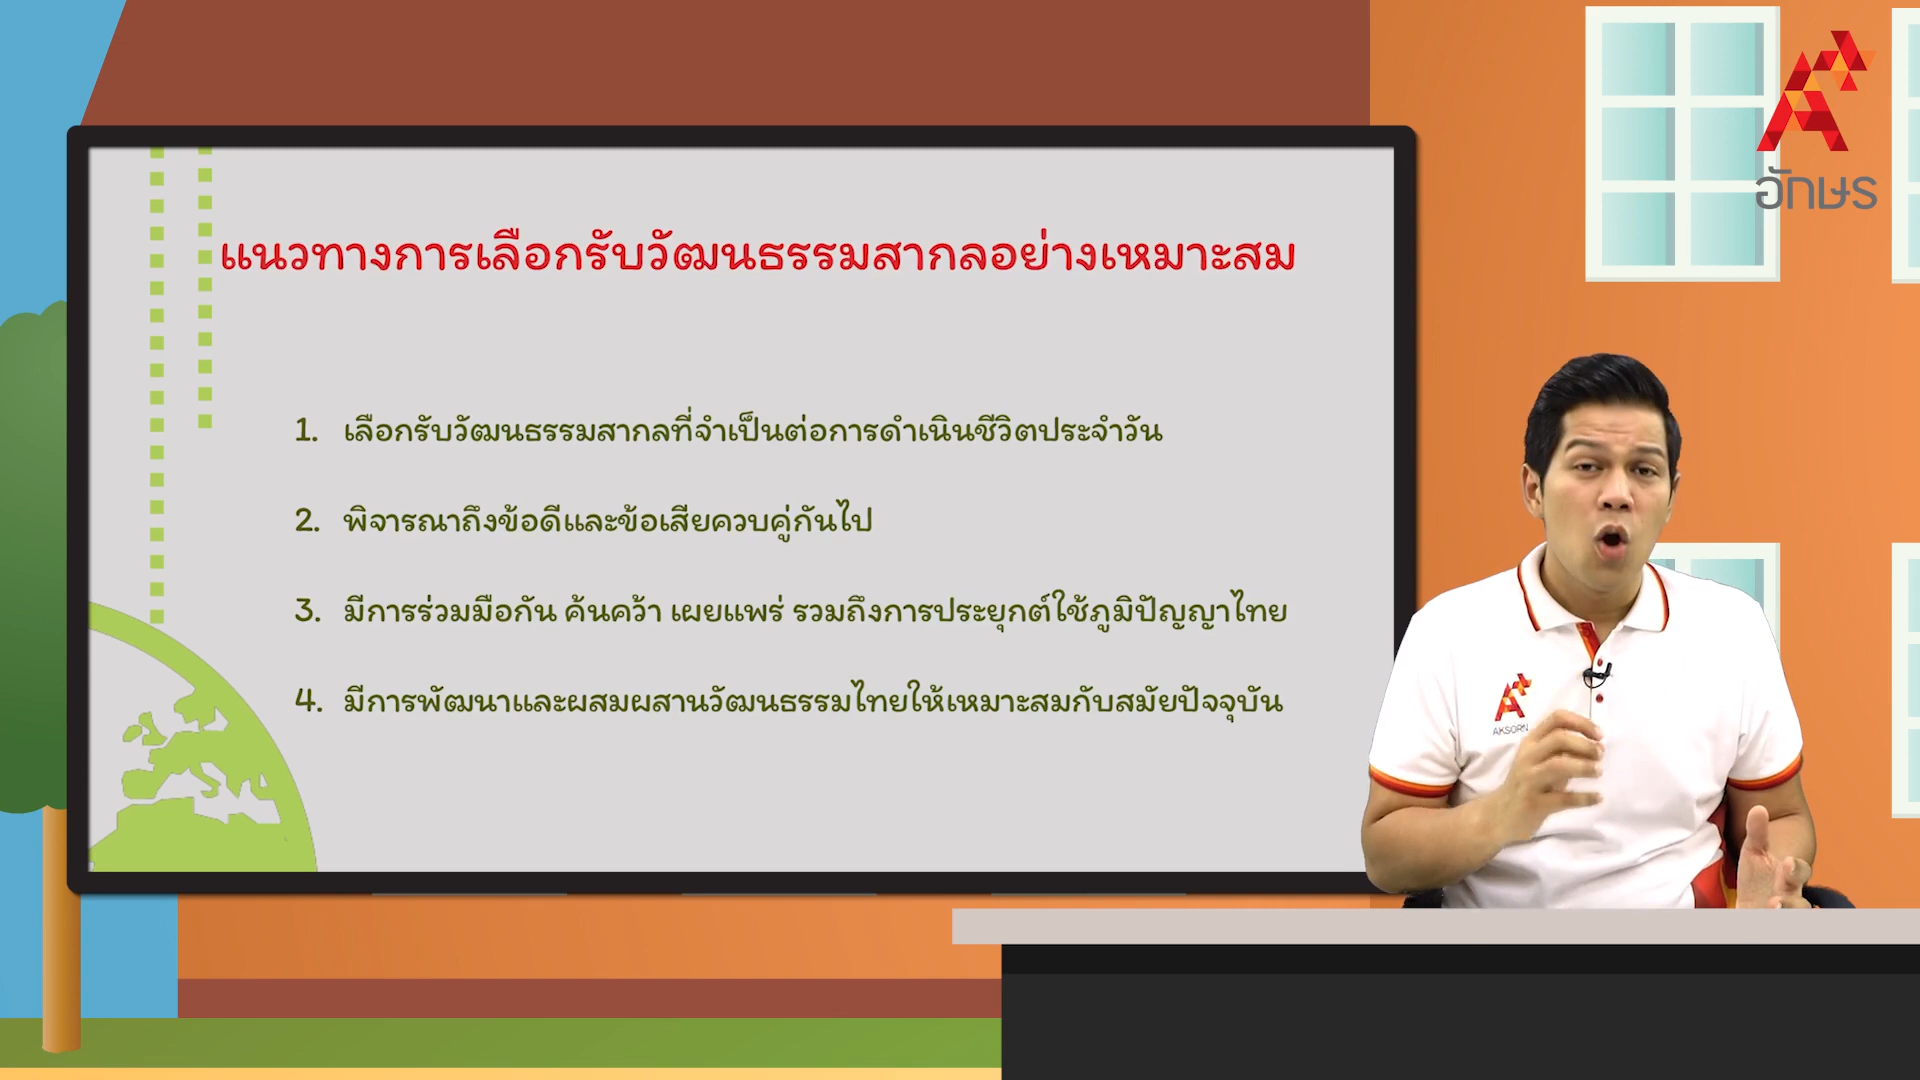 อักษร
แนวทางการเลือกรับวัฒนธรรมสากลอย่างเหมาะสม
1. เลือกรับวัฒนธรรมสากลที่จำเป็นต่อการดำเนินชีวิตประจำวัน
2. พิจารณาถึงข้อดีและข้อเสียควบคู่กันไป
3. มีการร่วมมือกัน ค้นคว้า เผยแพร่ รวมถึงการประยุกต์ใช้ภูมิปัญญาไทย
4. มีการพัฒนาและผสมผสานวัฒนธรรมไทยให้เหมาะสมกับสมัยปัจจุบัน
AKSORN